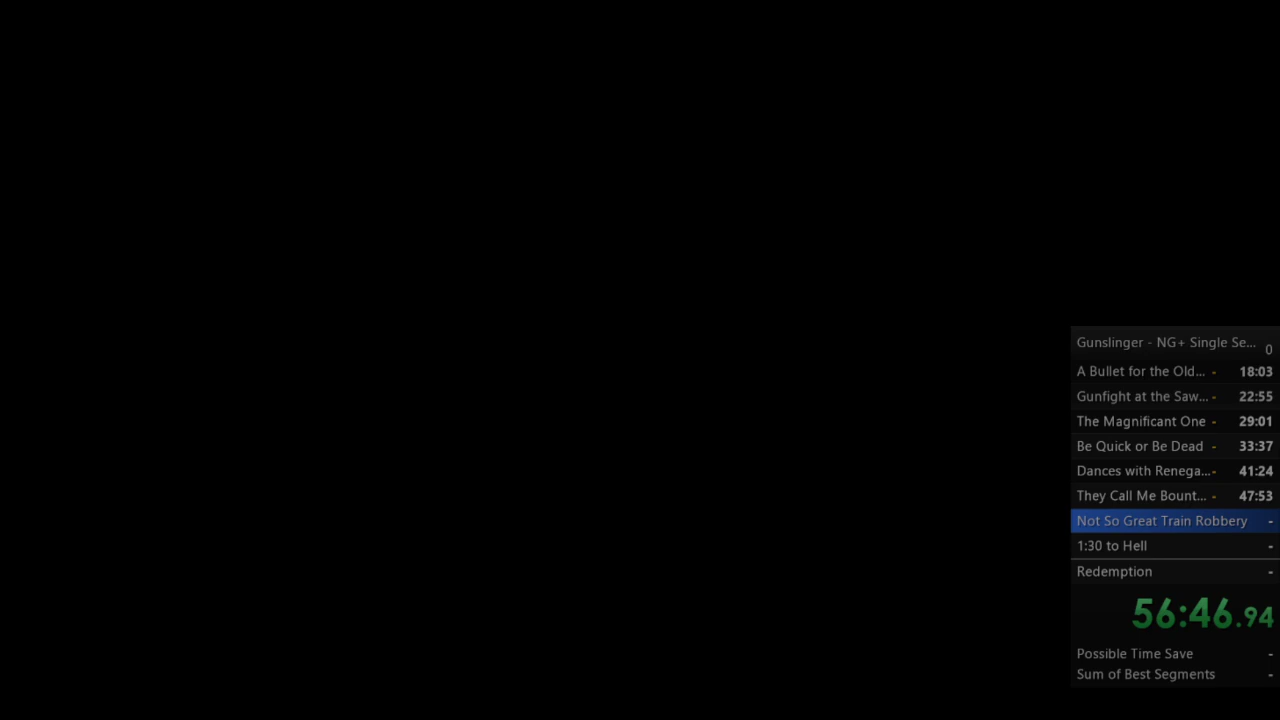 Gunslinger - NG+ Single Se... 0
A Bullet for the Old... - 18:03
Gunfight at the Saw... - 22:55
The Magnificant One - 29:01
Be Quick or Be Dead - 33:37
Dances with Renega... - 41:24
They Call Me Bount... - 47:53
Not So Great Train Robbery -
1:30 to Hell -
Redemption -
56:46.94
Possible Time Save -
Sum of Best Segments -